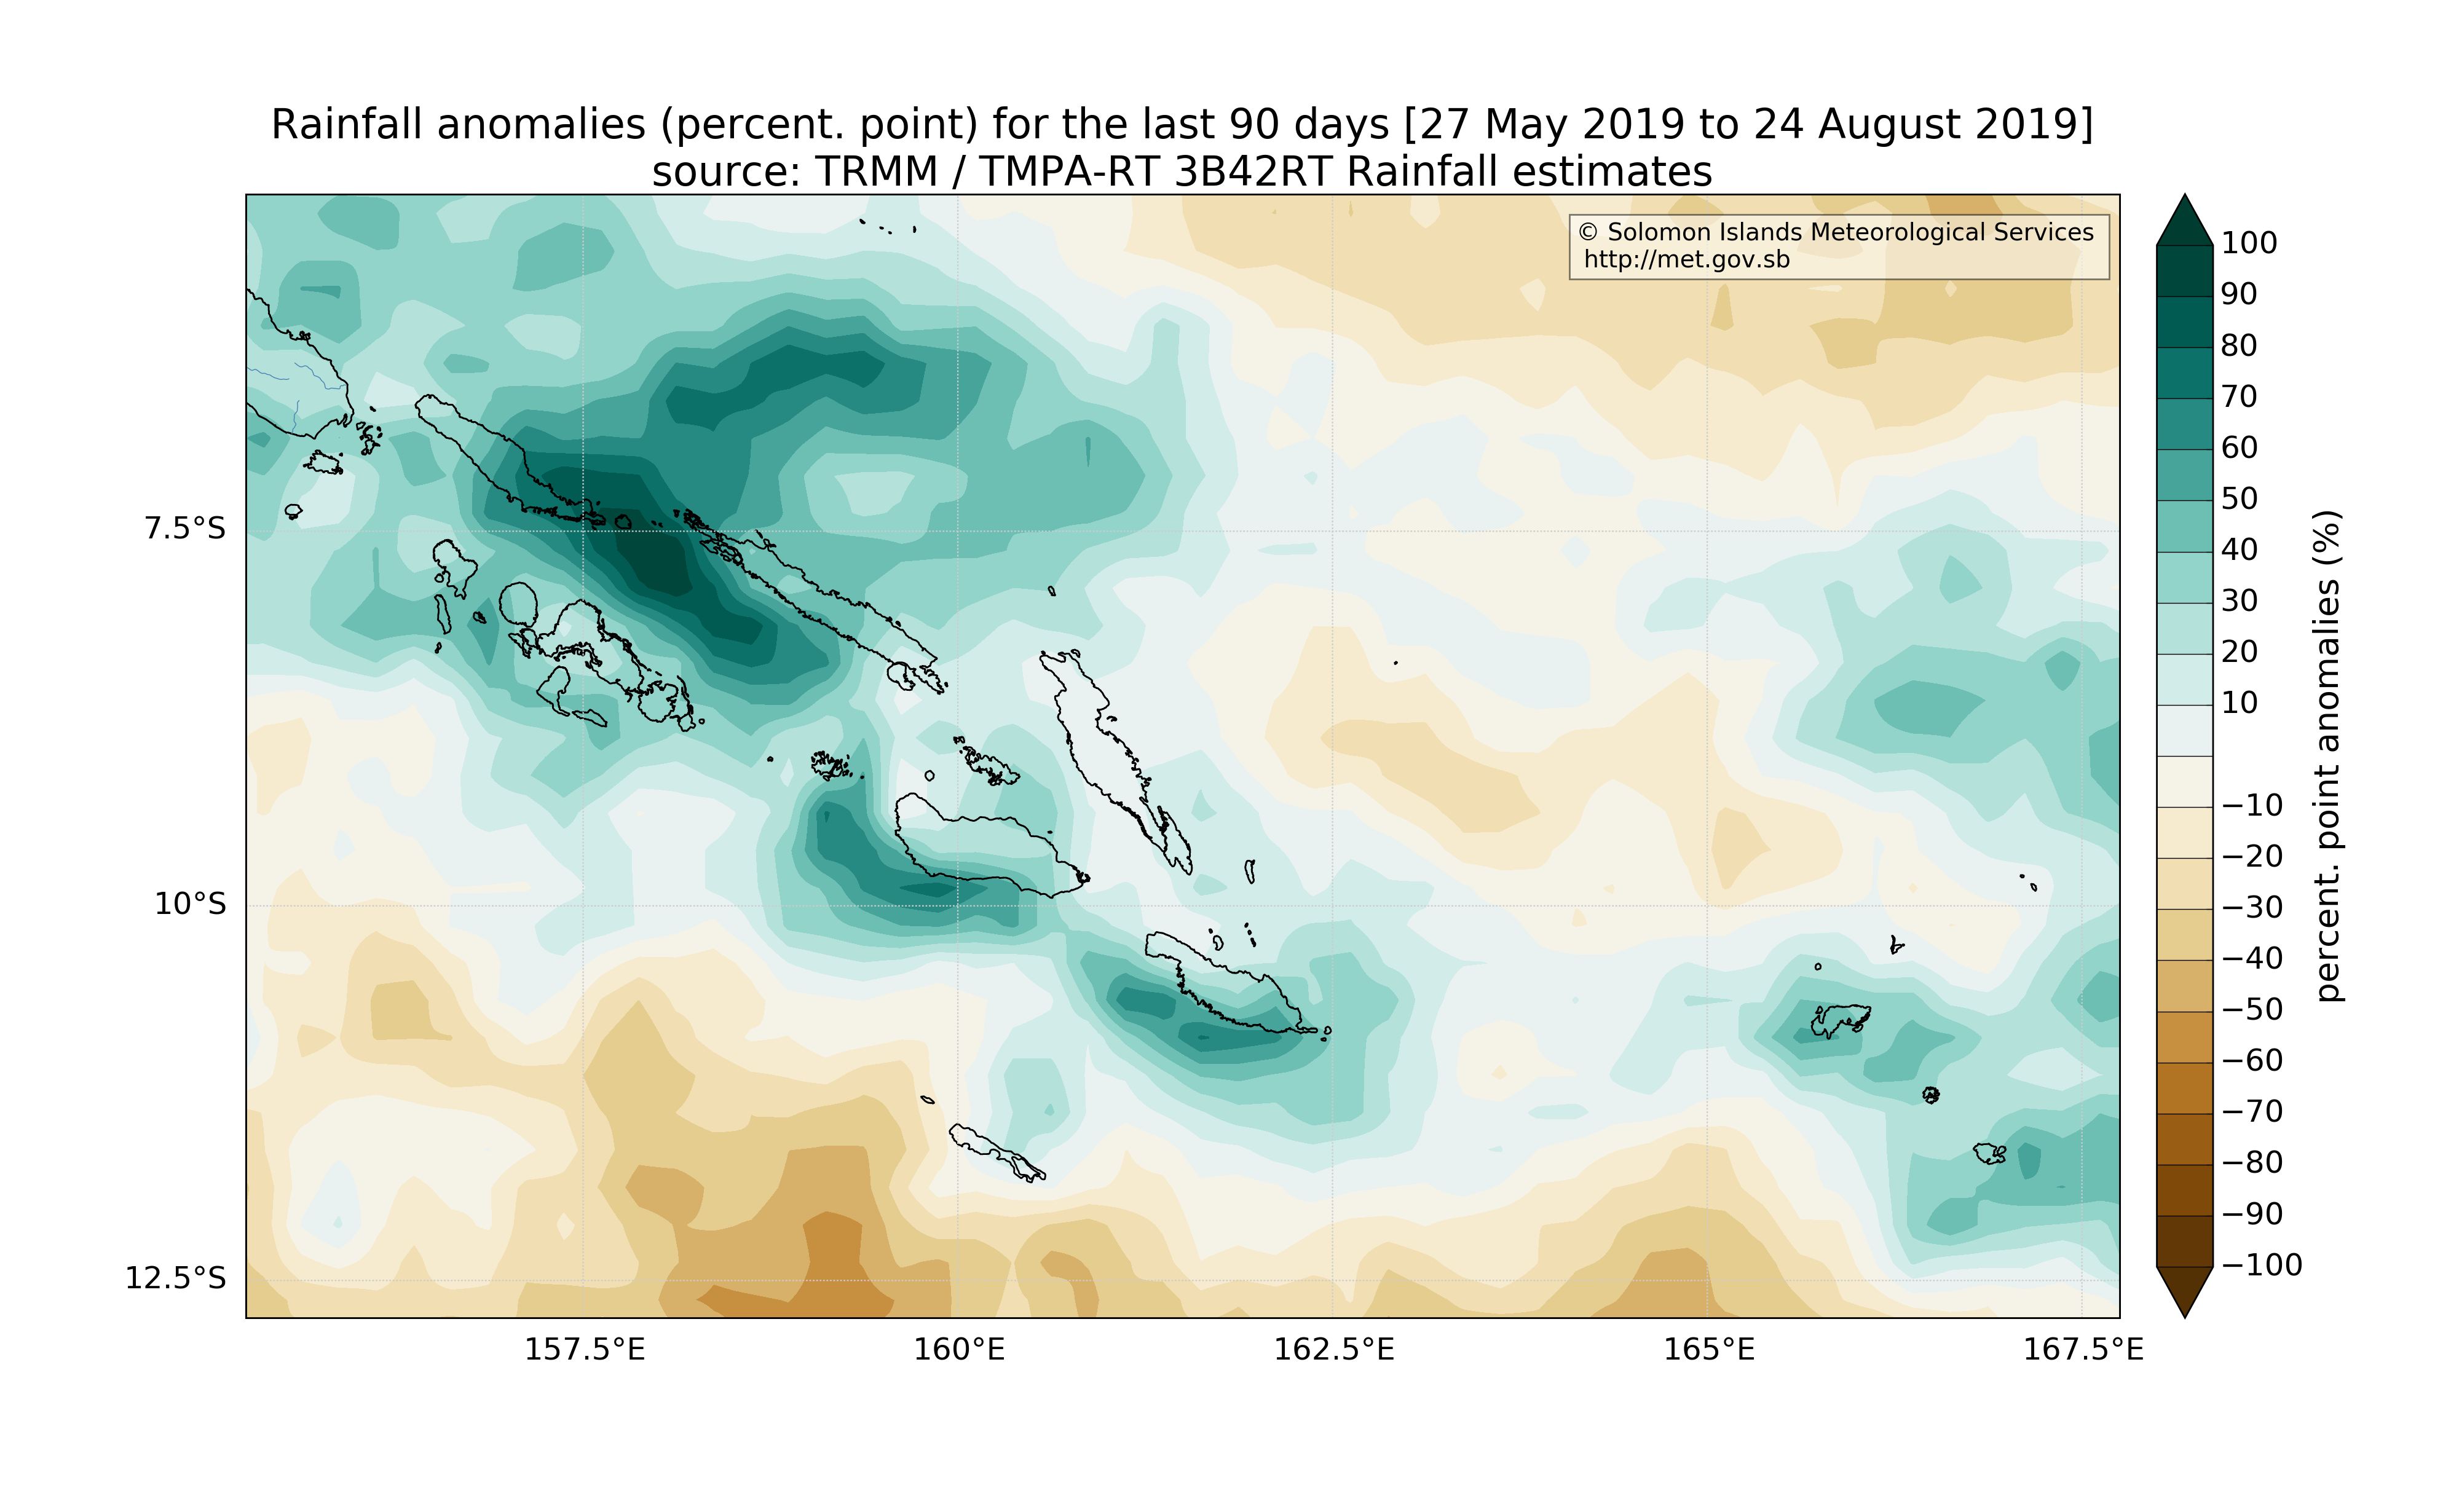 Rainfall anomalies (percent. point) for the last 90 days [27 May 2019 to 24 August 2019]
source: TRMM / TMPA-RT 3B42RT Rainfall estimates
© Solomon Islands Meteorological Services
http://met.gov.sb
7.5°S
10°S
12.5°S
157.5°E
160°E
162.5°E
165°E
167.5°E
100
90
80
70
60
50
40
30
20
10
−10
−20
−30
−40
−50
−60
−70
−80
−90
−100
percent. point anomalies (%)